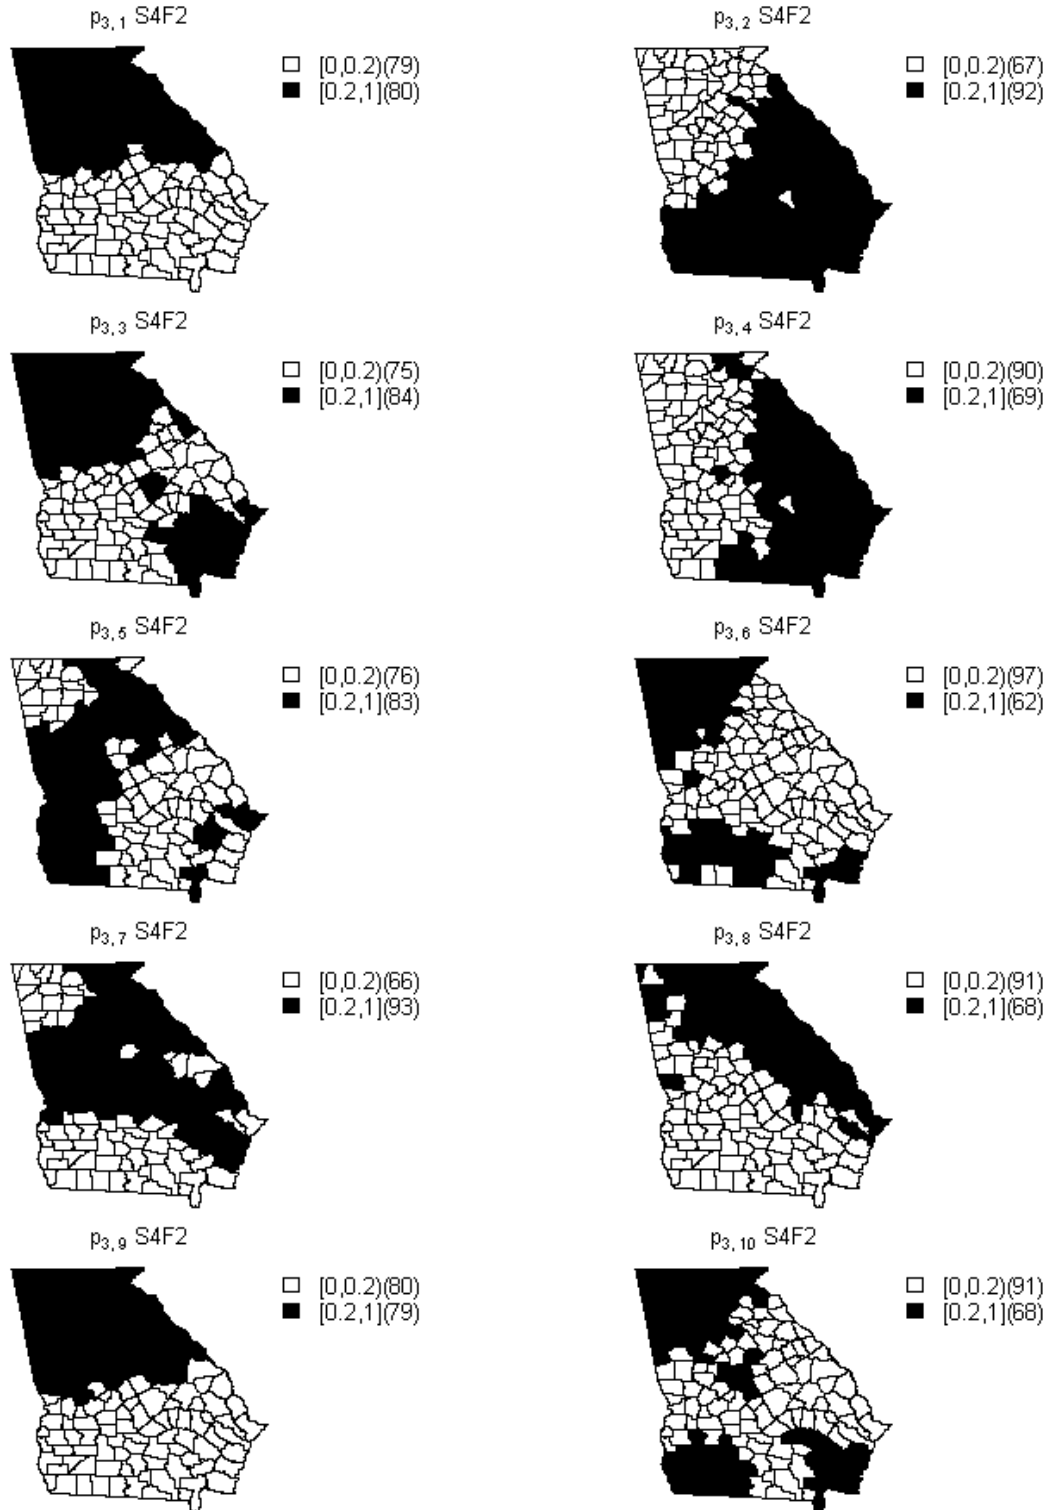 p3, 1 S4F2
[0,0.2)(79)
[0.2,1](80)
p3, 2 S4F2
[0,0.2)(67)
[0.2,1](92)
p3, 3 S4F2
[0,0.2)(75)
[0.2,1](84)
p3, 4 S4F2
[0,0.2)(90)
[0.2,1](69)
p3, 5 S4F2
[0,0.2)(76)
[0.2,1](83)
p3, 6 S4F2
[0,0.2)(97)
[0.2,1](62)
p3, 7 S4F2
[0,0.2)(66)
[0.2,1](93)
p3, 8 S4F2
[0,0.2)(91)
[0.2,1](68)
p3, 9 S4F2
[0,0.2)(80)
[0.2,1](79)
p3, 10 S4F2
[0,0.2)(91)
[0.2,1](68)